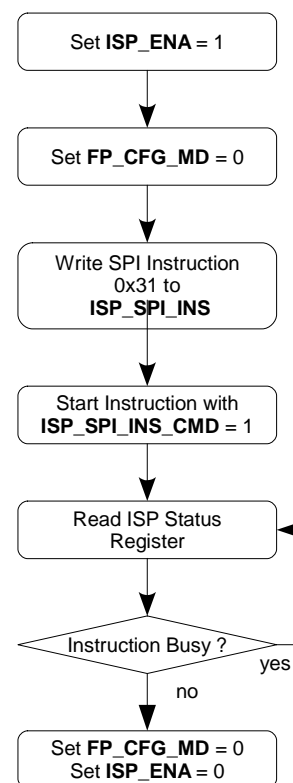 Set ISP_ENA = 1
Set FP_CFG_MD = 0
Write SPI Instruction
0x31 to
ISP_SPI_INS
Start Instruction with
ISP_SPI_INS_CMD = 1
Read ISP Status
Register
Instruction Busy ?
yes
no
Set FP_CFG_MD = 0
Set ISP_ENA = 0